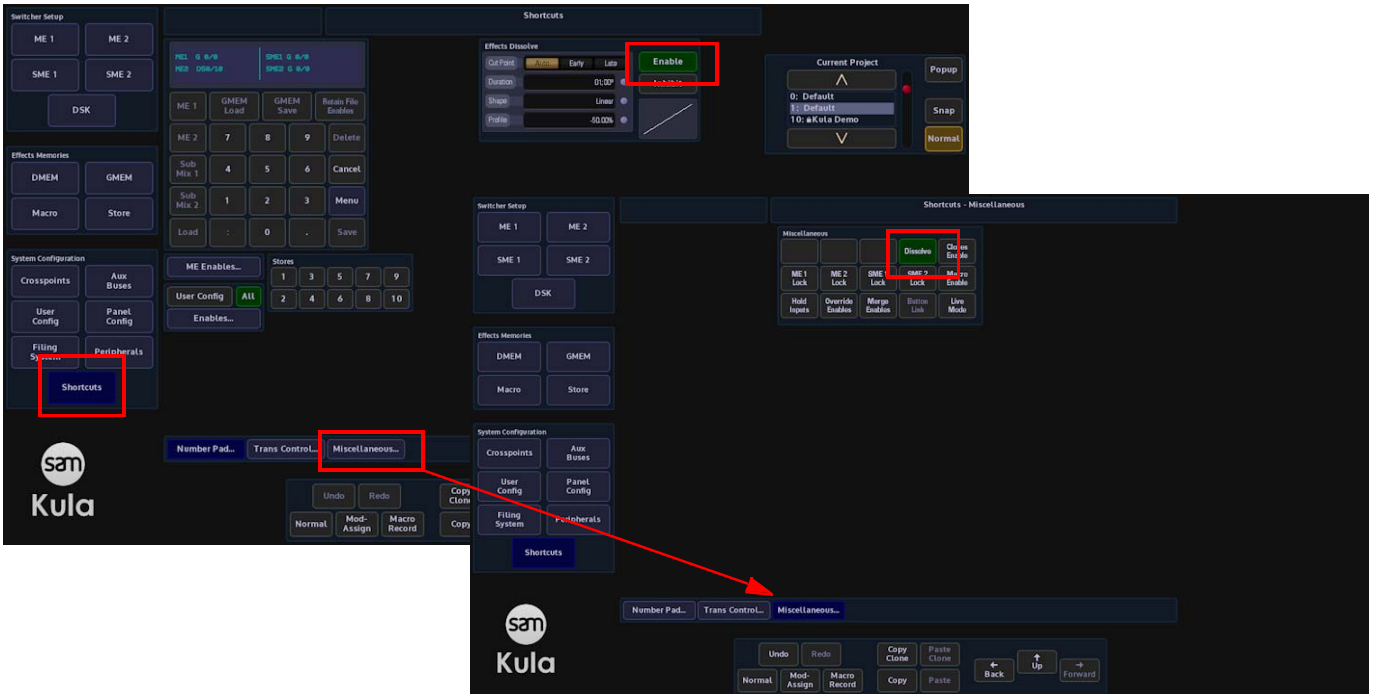 Switcher Setup
Shortcuts
ME 1 ME 2
SME 1 SME 2
DSK
Effects Memories
DMEM GMEM
Macro Store
System Configuration
Crosspoints Aux Buses
User Config Panel Config
Filing System Peripherals
Shortcuts
sam
Kula
ME1 G 0/0 SME1 G 0/0
ME2 D50/50 SME2 G 0/0
ME 1 GMEM Load GMEM Save Retain File Enables
ME 2 7 8 9 Delete
Sub Mix 1 4 5 6 Cancel
Sub Mix 2 1 2 3 Menu
Load : 0 . Save
ME Enables...
User Config All
Enables...
Stores
1 3 5 7 9
2 4 6 8 10
Effects Dissolve
Cut Point Auto Early Late Enable
Duration 01:00*
Shape Linear
Profile -50.00%
Current Project
0: Default
1: Default
10: Kula Demo
Popup
Snap
Normal
Number Pad... Trans Control... Miscellaneous...
Undo Redo Copy Clone
Normal Mod-Assign Macro Record Copy
Switcher Setup
Shortcuts - Miscellaneous
ME 1 ME 2
SME 1 SME 2
DSK
Effects Memories
DMEM GMEM
Macro Store
System Configuration
Crosspoints Aux Buses
User Config Panel Config
Filing System Peripherals
Shortcuts
sam
Kula
Miscellaneous
Dissolve Clones Enable
ME 1 Lock ME 2 Lock SME 1 Lock SME 2 Lock Macro Enable
Hold Inputs Override Enables Merge Enables Button Link Live Mode
Number Pad... Trans Control... Miscellaneous...
Undo Redo Copy Clone Paste Clone
Normal Mod-Assign Macro Record Copy Paste
Back Up Forward